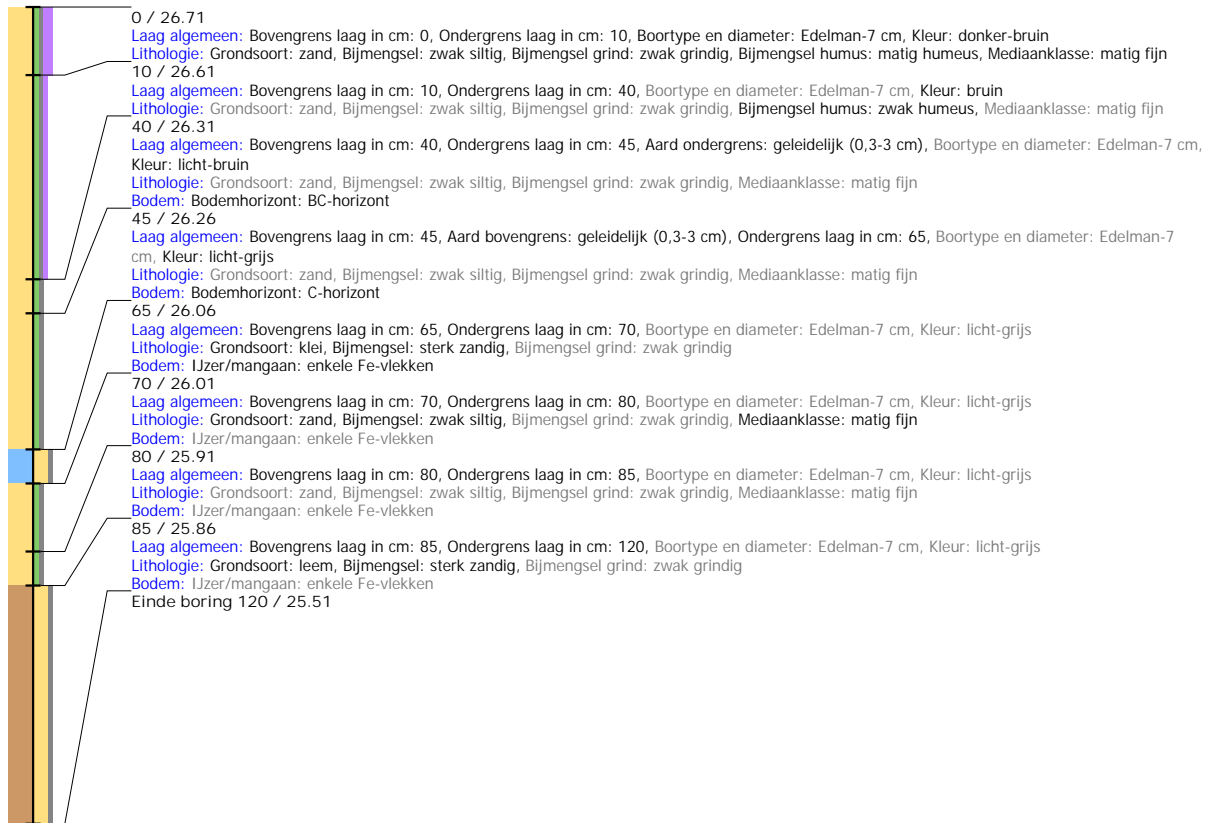 0 / 26.71
Laag algemeen: Bovengrens laag in cm: 0, Ondergrens laag in cm: 10, Boortype en diameter: Edelman-7 cm, Kleur: donker-bruin
Lithologie: Grondsoort: zand, Bijmengsel: zwak siltig, Bijmengsel grind: zwak grindig, Bijmengsel humus: matig humeus, Mediaanklasse: matig fijn
10 / 26.61
Laag algemeen: Bovengrens laag in cm: 10, Ondergrens laag in cm: 40, Boortype en diameter: Edelman-7 cm, Kleur: bruin
Lithologie: Grondsoort: zand, Bijmengsel: zwak siltig, Bijmengsel grind: zwak grindig, Bijmengsel humus: zwak humeus, Mediaanklasse: matig fijn
40 / 26.31
Laag algemeen: Bovengrens laag in cm: 40, Ondergrens laag in cm: 45, Aard ondergrens: geleidelijk (0,3-3 cm), Boortype en diameter: Edelman-7 cm,
Kleur: licht-bruin
Lithologie: Grondsoort: zand, Bijmengsel: zwak siltig, Bijmengsel grind: zwak grindig, Mediaanklasse: matig fijn
Bodem: Bodemhorizont: BC-horizont
45 / 26.26
Laag algemeen: Bovengrens laag in cm: 45, Aard bovengrens: geleidelijk (0,3-3 cm), Ondergrens laag in cm: 65, Boortype en diameter: Edelman-7
cm, Kleur: licht-grijs
Lithologie: Grondsoort: zand, Bijmengsel: zwak siltig, Bijmengsel grind: zwak grindig, Mediaanklasse: matig fijn
Bodem: Bodemhorizont: C-horizont
65 / 26.06
Laag algemeen: Bovengrens laag in cm: 65, Ondergrens laag in cm: 70, Boortype en diameter: Edelman-7 cm, Kleur: licht-grijs
Lithologie: Grondsoort: klei, Bijmengsel: sterk zandig, Bijmengsel grind: zwak grindig
Bodem: IJzer/mangaan: enkele Fe-vlekken
70 / 26.01
Laag algemeen: Bovengrens laag in cm: 70, Ondergrens laag in cm: 80, Boortype en diameter: Edelman-7 cm, Kleur: licht-grijs
Lithologie: Grondsoort: zand, Bijmengsel: zwak siltig, Bijmengsel grind: zwak grindig, Mediaanklasse: matig fijn
Bodem: IJzer/mangaan: enkele Fe-vlekken
80 / 25.91
Laag algemeen: Bovengrens laag in cm: 80, Ondergrens laag in cm: 85, Boortype en diameter: Edelman-7 cm, Kleur: licht-grijs
Lithologie: Grondsoort: zand, Bijmengsel: zwak siltig, Bijmengsel grind: zwak grindig, Mediaanklasse: matig fijn
Bodem: IJzer/mangaan: enkele Fe-vlekken
85 / 25.86
Laag algemeen: Bovengrens laag in cm: 85, Ondergrens laag in cm: 120, Boortype en diameter: Edelman-7 cm, Kleur: licht-grijs
Lithologie: Grondsoort: leem, Bijmengsel: sterk zandig, Bijmengsel grind: zwak grindig
Bodem: IJzer/mangaan: enkele Fe-vlekken
Einde boring 120 / 25.51